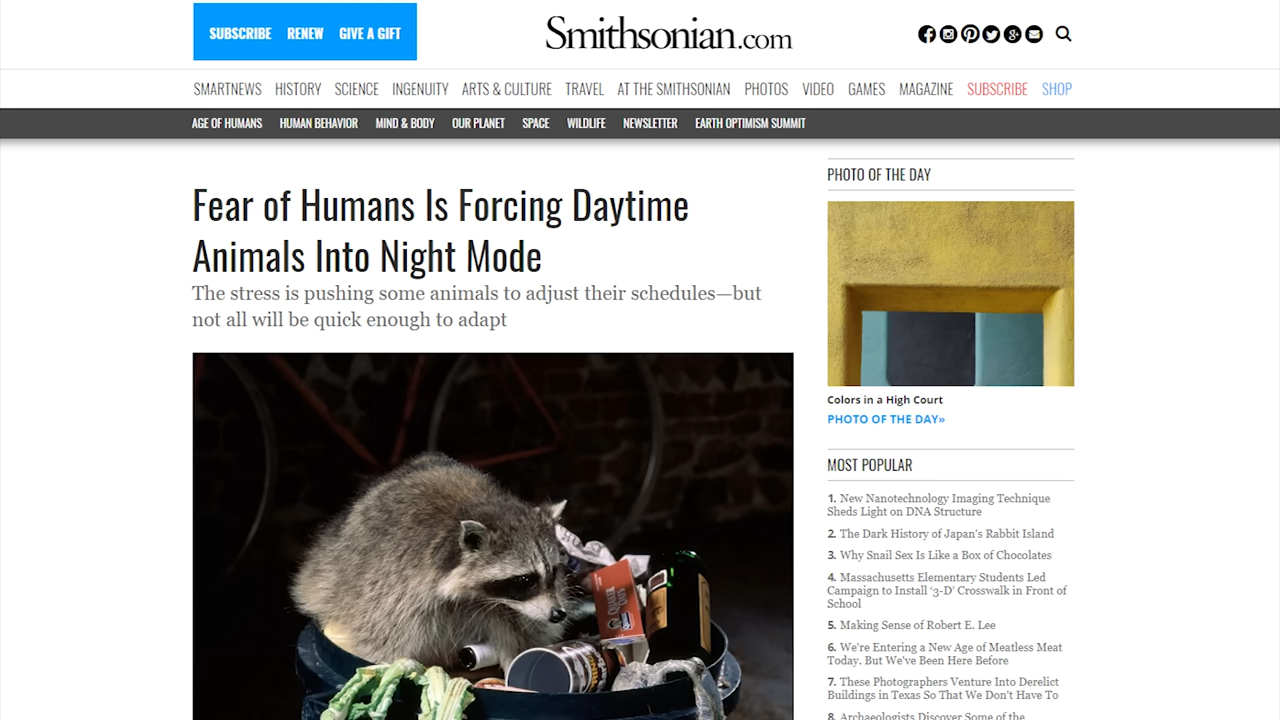 SUBSCRIBE RENEW GIVE A GIFT
Smithsonian.com
SMARTNEWS HISTORY SCIENCE INGENUITY ARTS & CULTURE TRAVEL AT THE SMITHSONIAN PHOTOS VIDEO GAMES MAGAZINE SUBSCRIBE SHOP
AGE OF HUMANS HUMAN BEHAVIOR MIND & BODY OUR PLANET SPACE WILDLIFE NEWSLETTER EARTH OPTIMISM SUMMIT
Fear of Humans Is Forcing Daytime
Animals Into Night Mode
The stress is pushing some animals to adjust their schedules—but
not all will be quick enough to adapt
PHOTO OF THE DAY
Colors in a High Court
PHOTO OF THE DAY»
MOST POPULAR
1. New Nanotechnology Imaging Technique
Sheds Light on DNA Structure
2. The Dark History of Japan's Rabbit Island
3. Why Snail Sex Is Like a Box of Chocolates
4. Massachusetts Elementary Students Led
Campaign to Install ‘3-D’ Crosswalk in Front of
School
5. Making Sense of Robert E. Lee
6. We're Entering a New Age of Meatless Meat
Today. But We've Been Here Before
7. These Photographers Venture Into Derelict
Buildings in Texas So That We Don't Have To
8. Archaeologists Discover Some of the